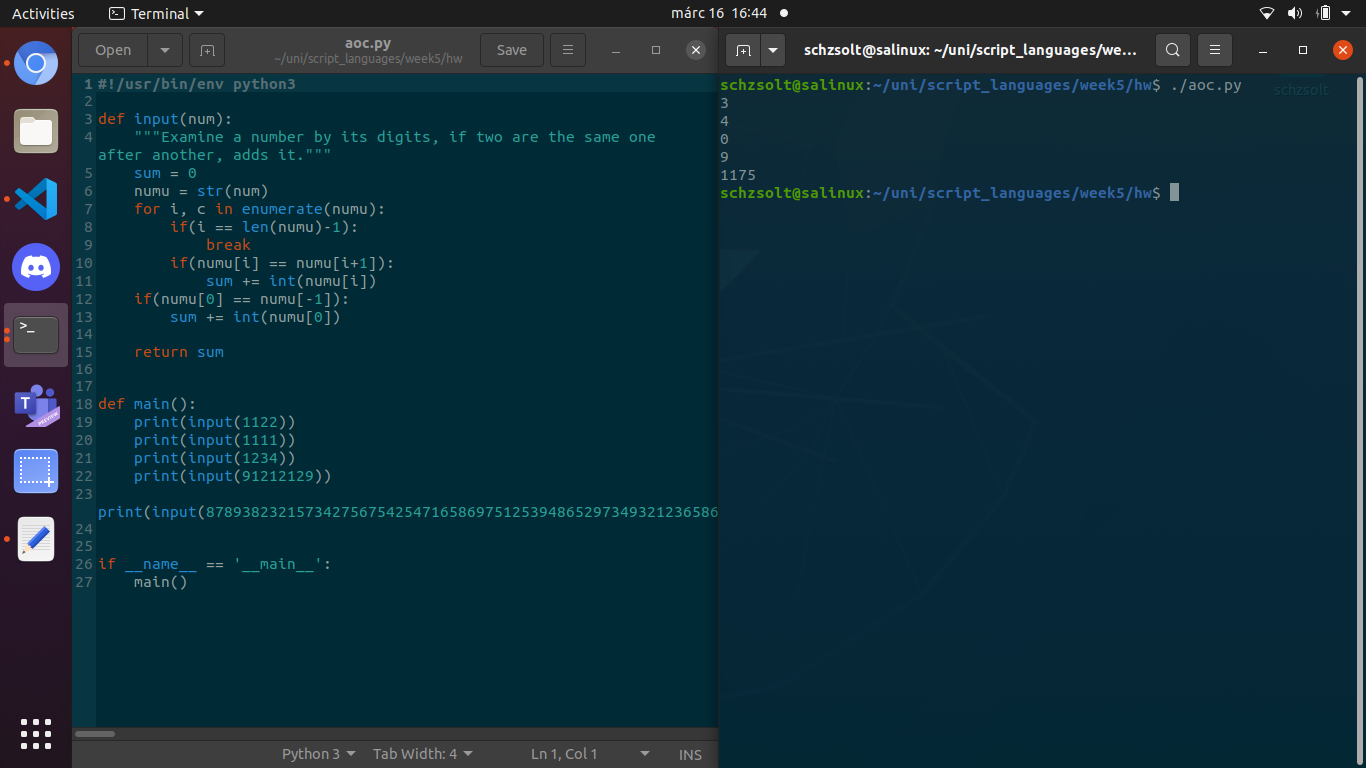 Activities
Terminal
márc 16 16:44
Open
aoc.py
~/uni/script_languages/week5/hw
Save
schzsolt@salinux: ~/uni/script_languages/we...
1 #!/usr/bin/env python3
2
3 def input(num):
4     """Examine a number by its digits, if two are the same one
after another, adds it."""
5     sum = 0
6     numu = str(num)
7     for i, c in enumerate(numu):
8         if(i == len(numu)-1):
9             break
10         if(numu[i] == numu[i+1]):
11             sum += int(numu[i])
12     if(numu[0] == numu[-1]):
13         sum += int(numu[0])
14
15     return sum
16
17
18 def main():
19     print(input(1122))
20     print(input(1111))
21     print(input(1234))
22     print(input(91212129))
23
print(input(878938232157342756754254716586975125394865297349321236586
24
25
26 if __name__ == '__main__':
27     main()
Python 3
Tab Width: 4
Ln 1, Col 1
INS
schzsolt@salinux:~/uni/script_languages/week5/hw$ ./aoc.py
schzsolt
3
4
0
9
1175
schzsolt@salinux:~/uni/script_languages/week5/hw$
>_
T
PREVIEW